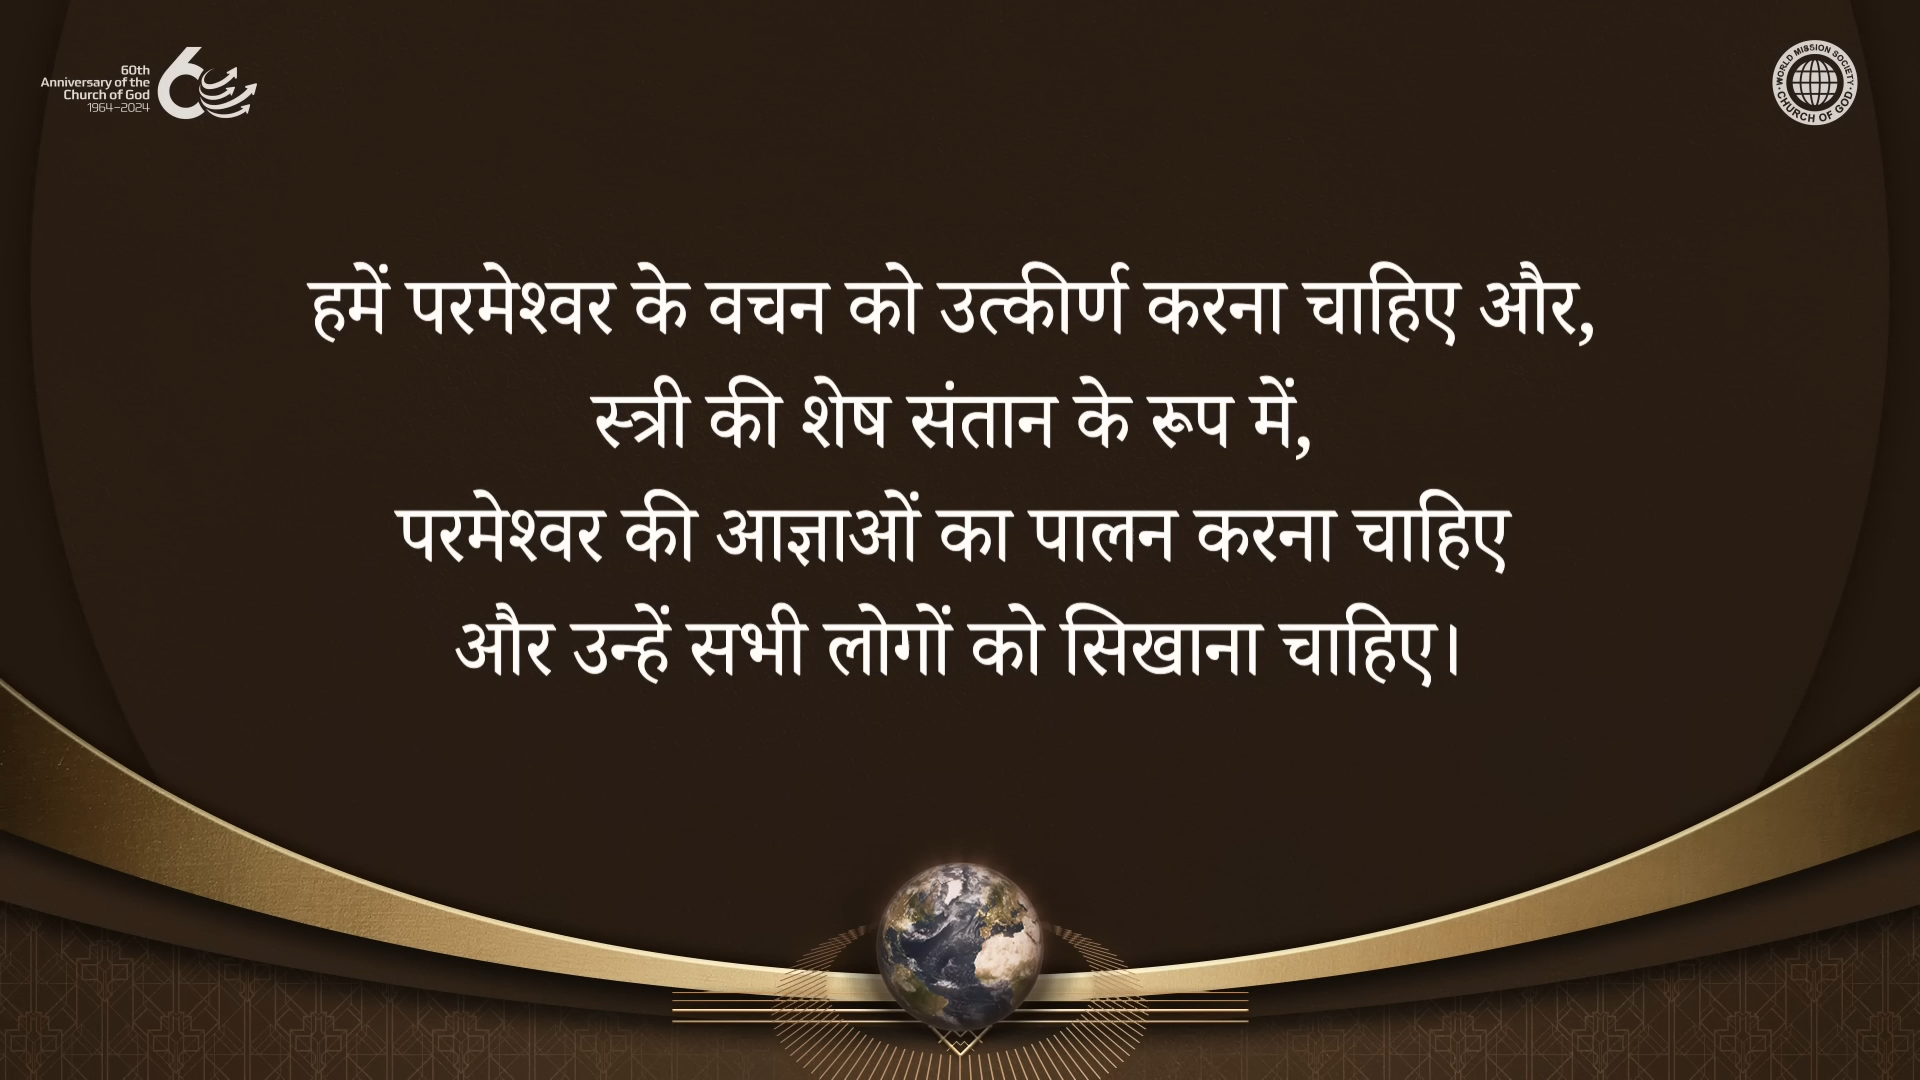 60th
Anniversary of the
Church of God
1964–2024
WORLD MISSION SOCIETY
CHURCH OF GOD
हमें परमेश्वर के वचन को उत्कीर्ण करना चाहिए और,
स्त्री की शेष संतान के रूप में,
परमेश्वर की आज्ञाओं का पालन करना चाहिए
और उन्हें सभी लोगों को सिखाना चाहिए।